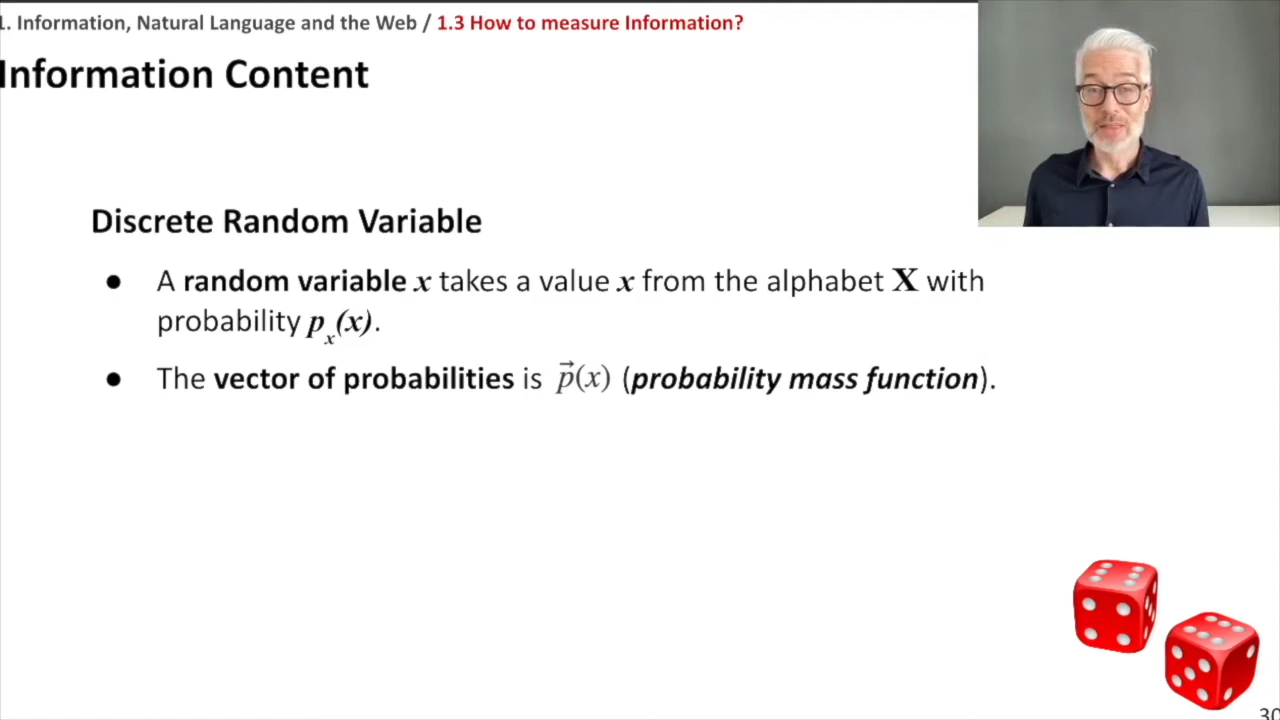 1. Information, Natural Language and the Web / 1.3 How to measure Information?
Information Content
Discrete Random Variable
● A random variable x takes a value x from the alphabet X with
probability pₓ(x).
● The vector of probabilities is p⃗(x) (probability mass function).
30